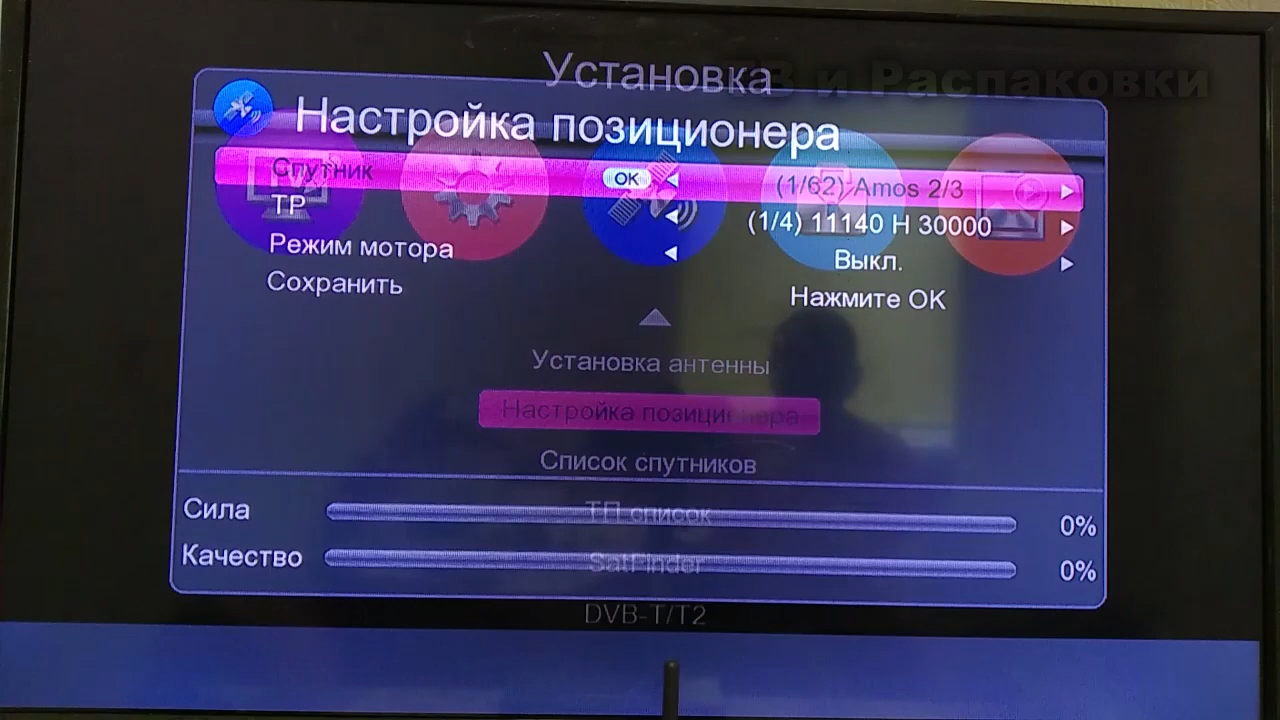 Установка
З и Распаковки
Настройка позиционера
Спутник OK (1/62) Amos 2/3
TP (1/4) 11140 H 30000
Режим мотора Выкл.
Сохранить Нажмите OK
Установка антенны
Настройка позиционера
Список спутников
Сила ТП список 0%
Качество SatFinder 0%
DVB-T/T2